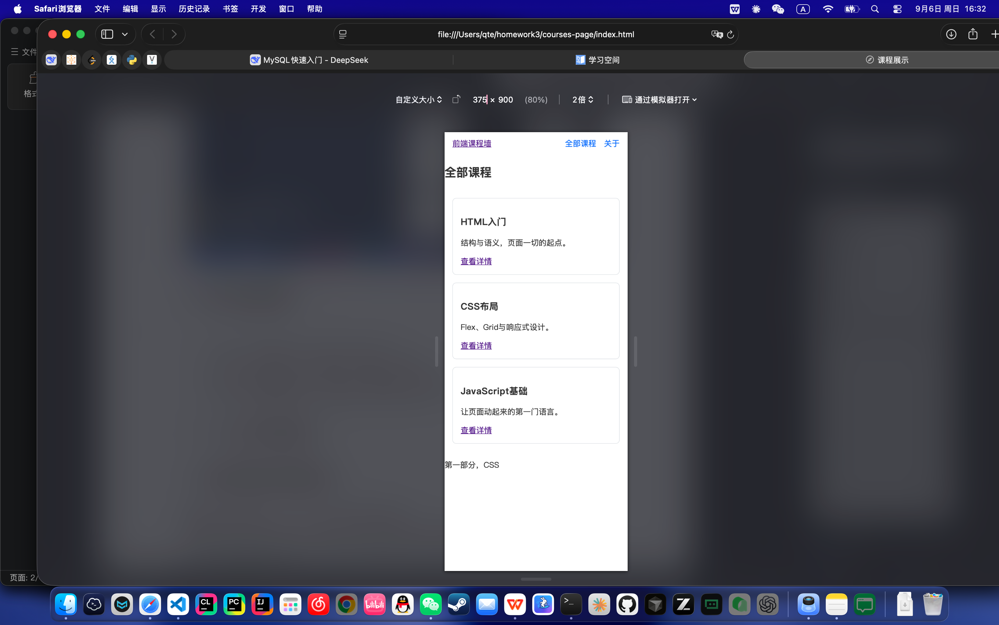 Safari浏览器 文件 编辑 显示 历史记录 书签 开发 窗口 帮助 A 9月6日 周日 16:32
文件
file:///Users/qte/homework3/courses-page/index.html
MySQL 快速入门 - DeepSeek 学习空间 课程展示
格式
自定义大小 375 × 900 (80%) 2倍 通过模拟器打开
前端课程墙 全部课程 关于
全部课程
HTML入门
结构与语义，页面一切的起点。
查看详情
CSS布局
Flex、Grid与响应式设计。
查看详情
JavaScript基础
让页面动起来的第一门语言。
查看详情
第一部分，CSS
页面: 2/
CL PC IJ bilibili